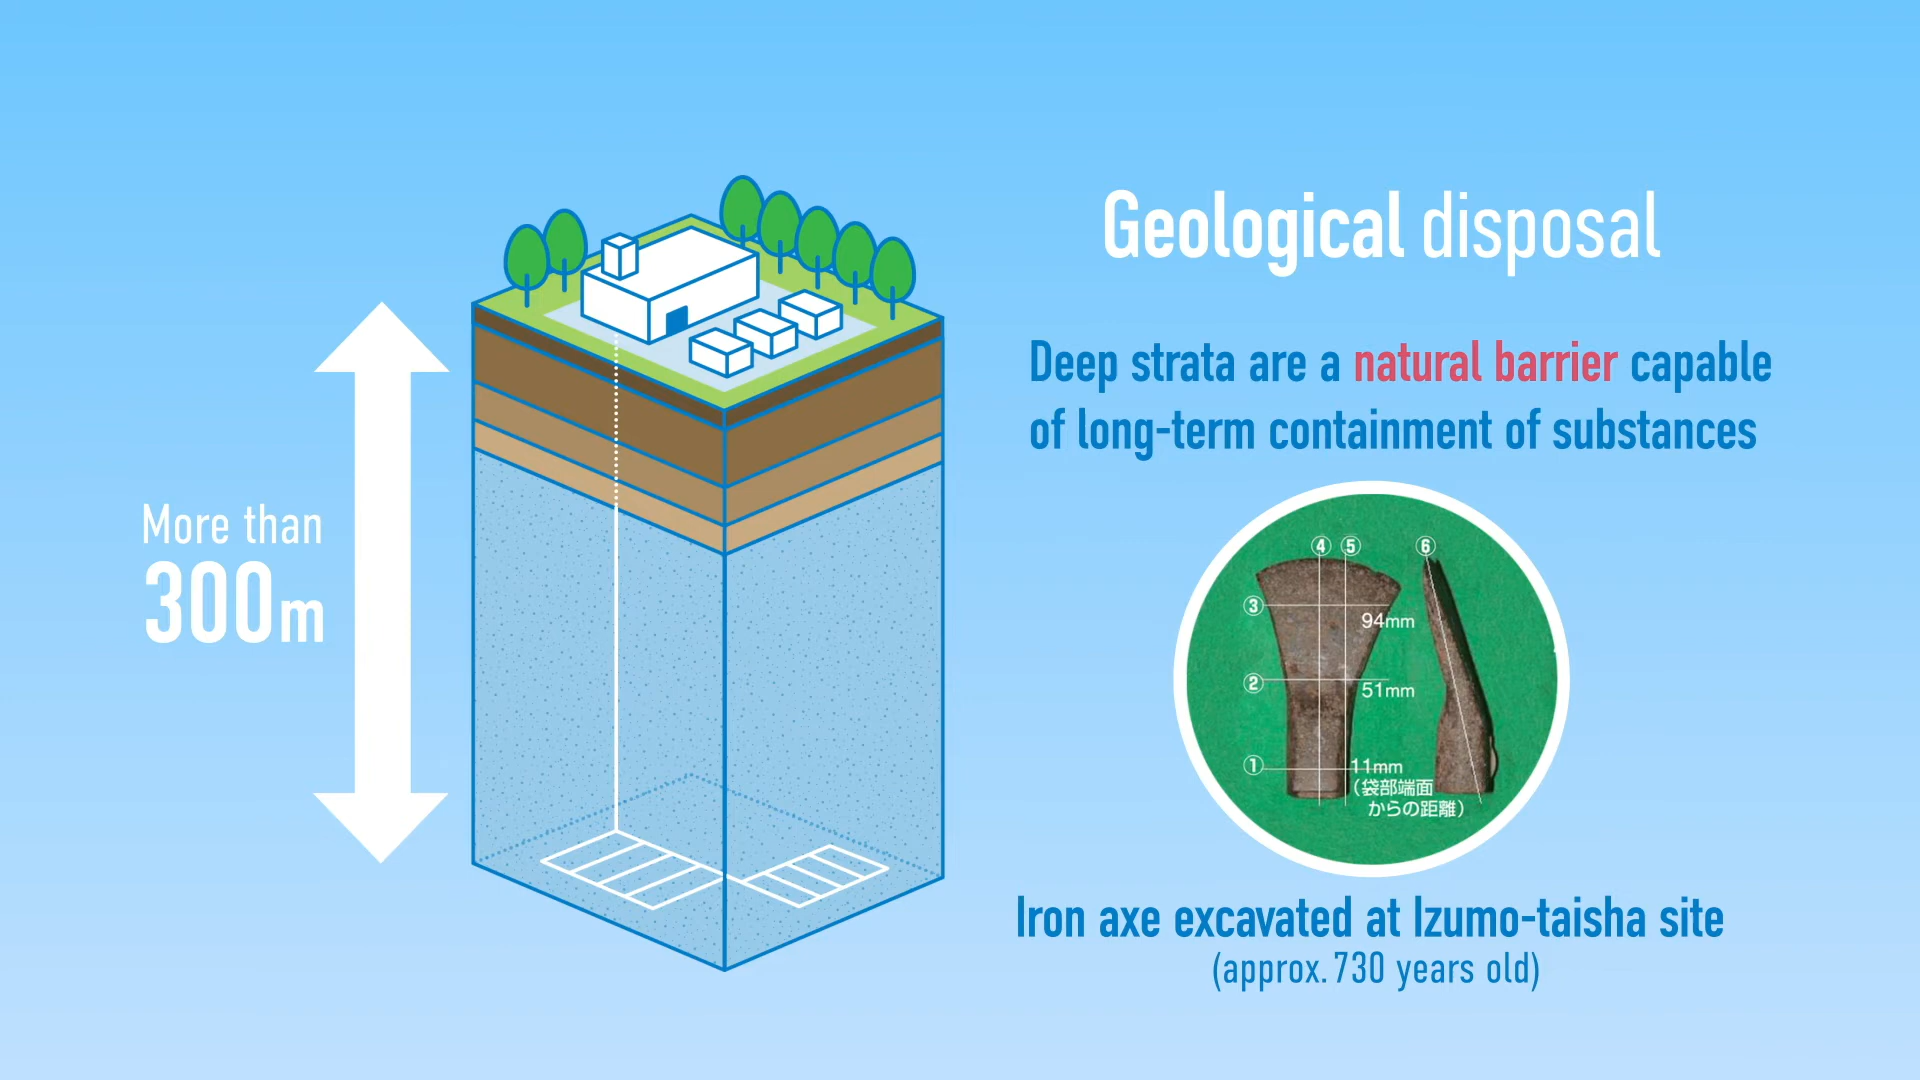 Geological disposal
Deep strata are a natural barrier capable
of long-term containment of substances
More than
300m
④ ⑤ ⑥
③
94mm
②
51mm
①
11mm
(袋部端面
からの距離)
Iron axe excavated at Izumo-taisha site
(approx. 730 years old)